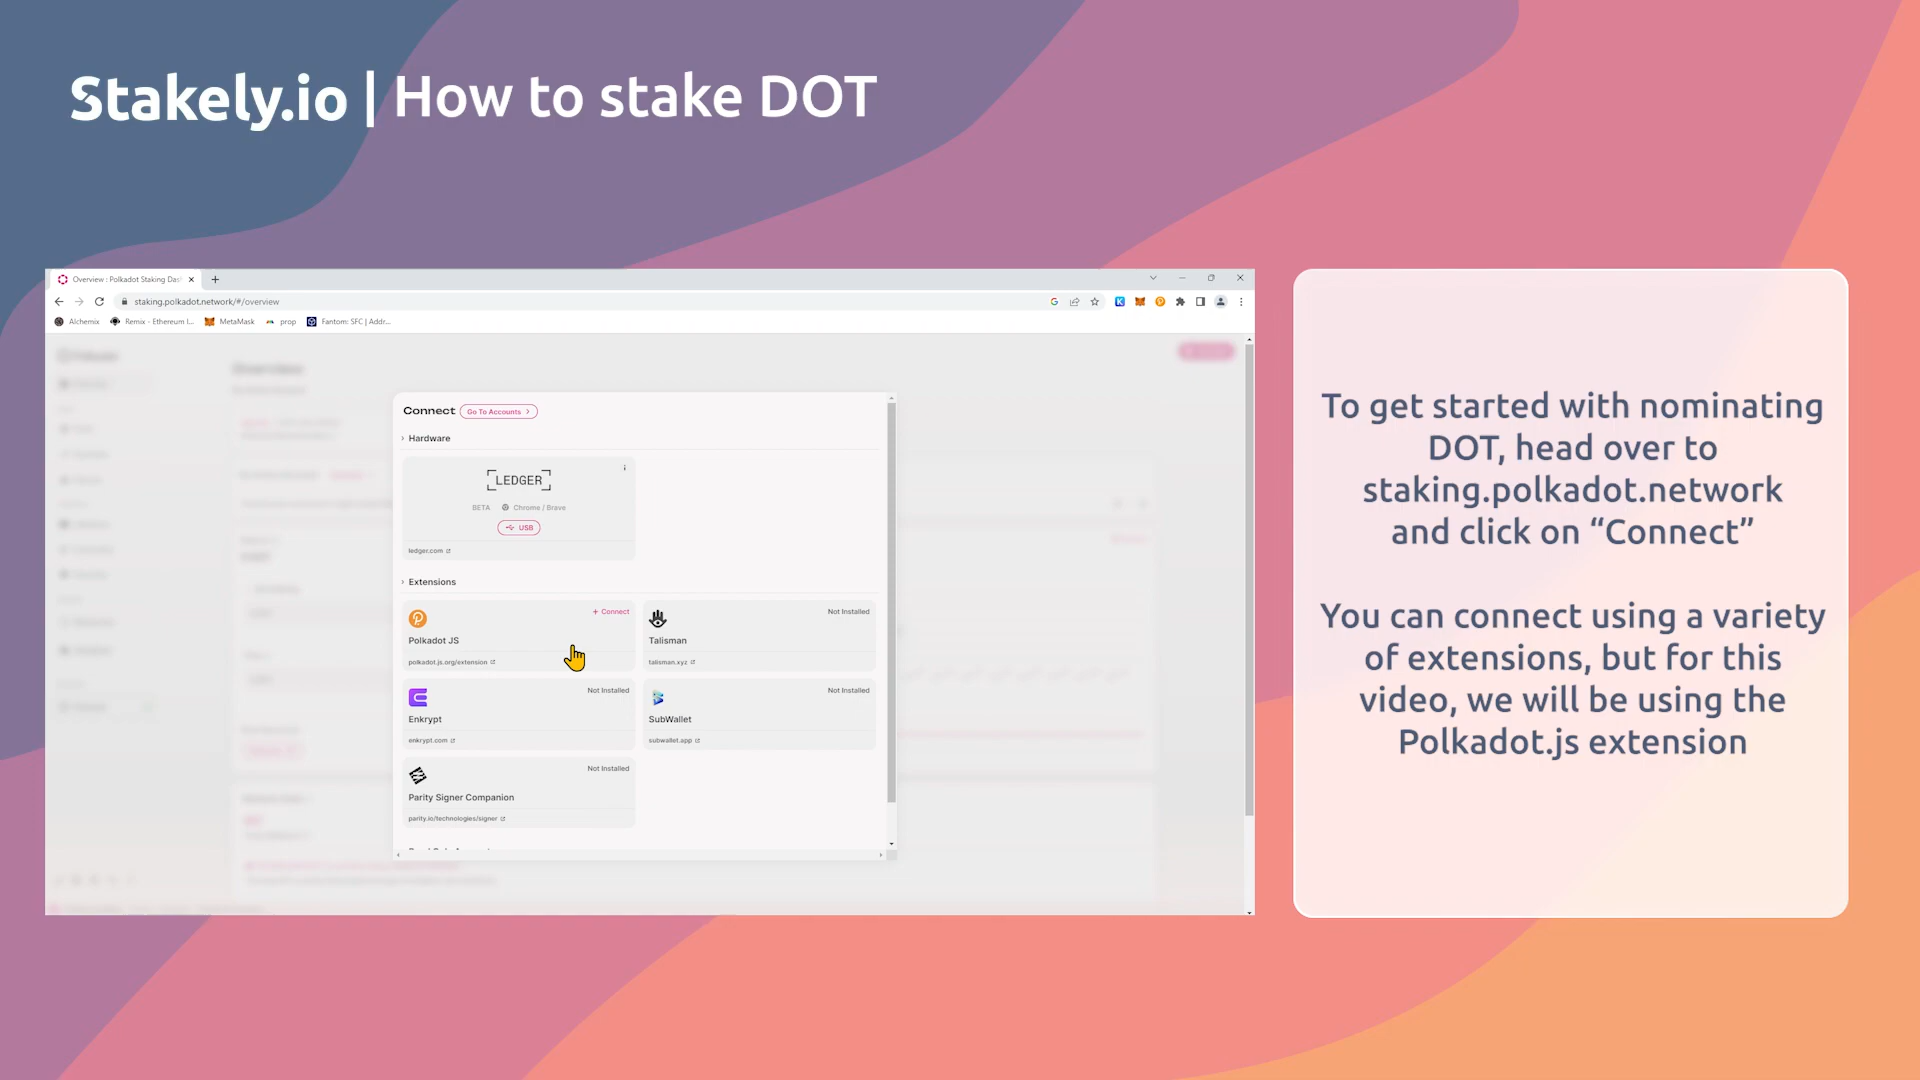 Stakely.io | How to stake DOT
Overview : Polkadot Staking Das
staking.polkadot.network/#/overview
Alchemix
Remix - Ethereum I...
MetaMask
prop
Fantom: SFC | Addr...
Overview
Connect
Go To Accounts
Hardware
LEDGER
BETA
Chrome / Brave
USB
ledger.com
Extensions
+ Connect
Polkadot JS
polkadot.js.org/extension
Not Installed
Talisman
talisman.xyz
Not Installed
Enkrypt
enkrypt.com
Not Installed
SubWallet
subwallet.app
Not Installed
Parity Signer Companion
parity.io/technologies/signer
To get started with nominating
DOT, head over to
staking.polkadot.network
and click on “Connect”
You can connect using a variety
of extensions, but for this
video, we will be using the
Polkadot.js extension